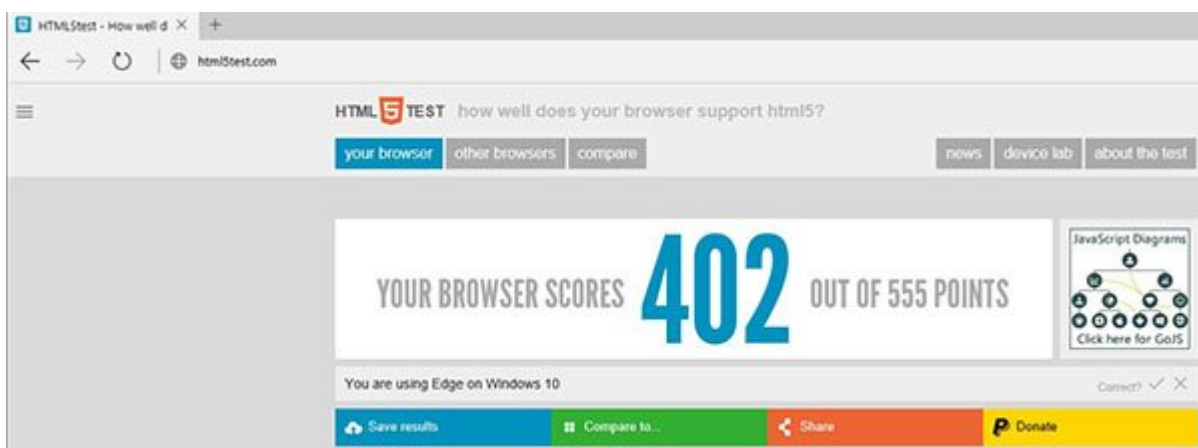 HTML5test - How well d
html5test.com
HTML 5 TEST how well does your browser support html5?
your browser other browsers compare news device lab about the test
YOUR BROWSER SCORES 402 OUT OF 555 POINTS
JavaScript Diagrams
Click here for GoJS
You are using Edge on Windows 10 Correct?
Save results Compare to... Share Donate